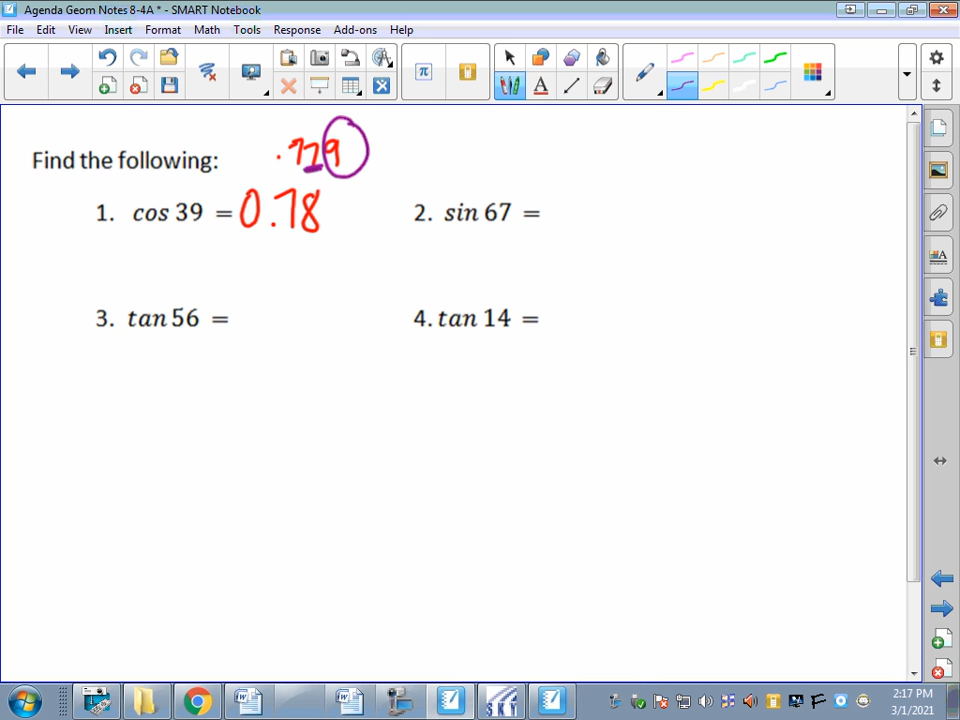 Agenda Geom Notes 8-4A * - SMART Notebook
File Edit View Insert Format Math Tools Response Add-ons Help
π
A
Find the following:
.779
1. cos 39 = 0.78
2. sin 67 =
3. tan 56 =
4. tan 14 =
2:17 PM
3/1/2021